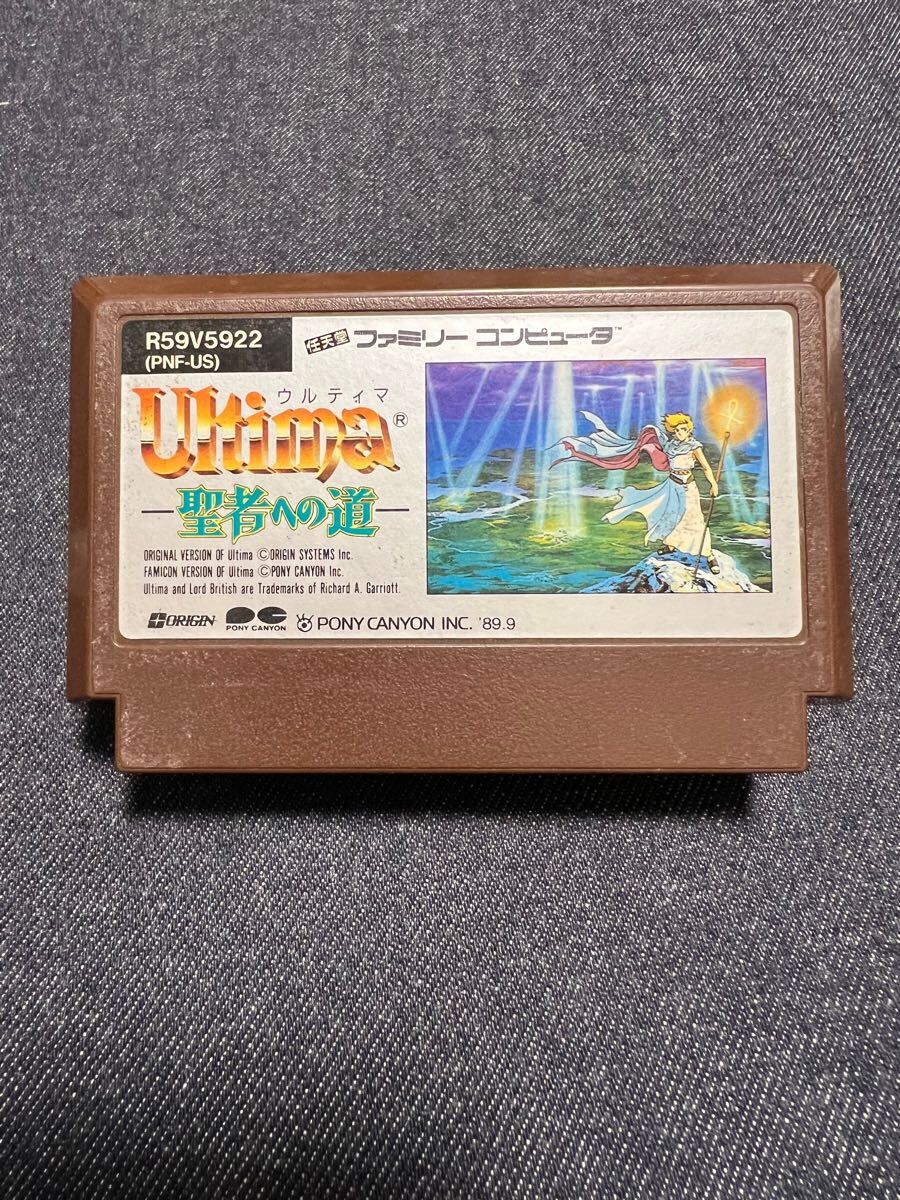 R59V5922
(PNF-US)
任天堂 ファミリー コンピュータ™
ウルティマ
Ultima®
聖者への道
ORIGINAL VERSION OF Ultima ©ORIGIN SYSTEMS Inc.
FAMICON VERSION OF Ultima ©PONY CANYON Inc.
Ultima and Lord British are Trademarks of Richard A. Garriott.
ORIGIN PONY CANYON PONY CANYON INC. '89.9